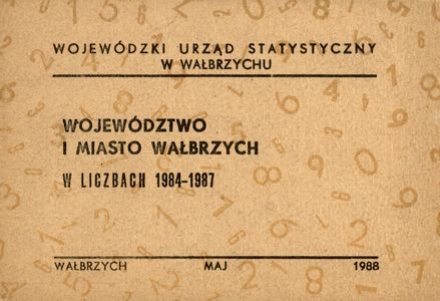 WOJEWÓDZKI URZĄD STATYSTYCZNY
W WAŁBRZYCHU
WOJEWÓDZTWO
I MIASTO WAŁBRZYCH
W LICZBACH 1984-1987
WAŁBRZYCH MAJ 1988